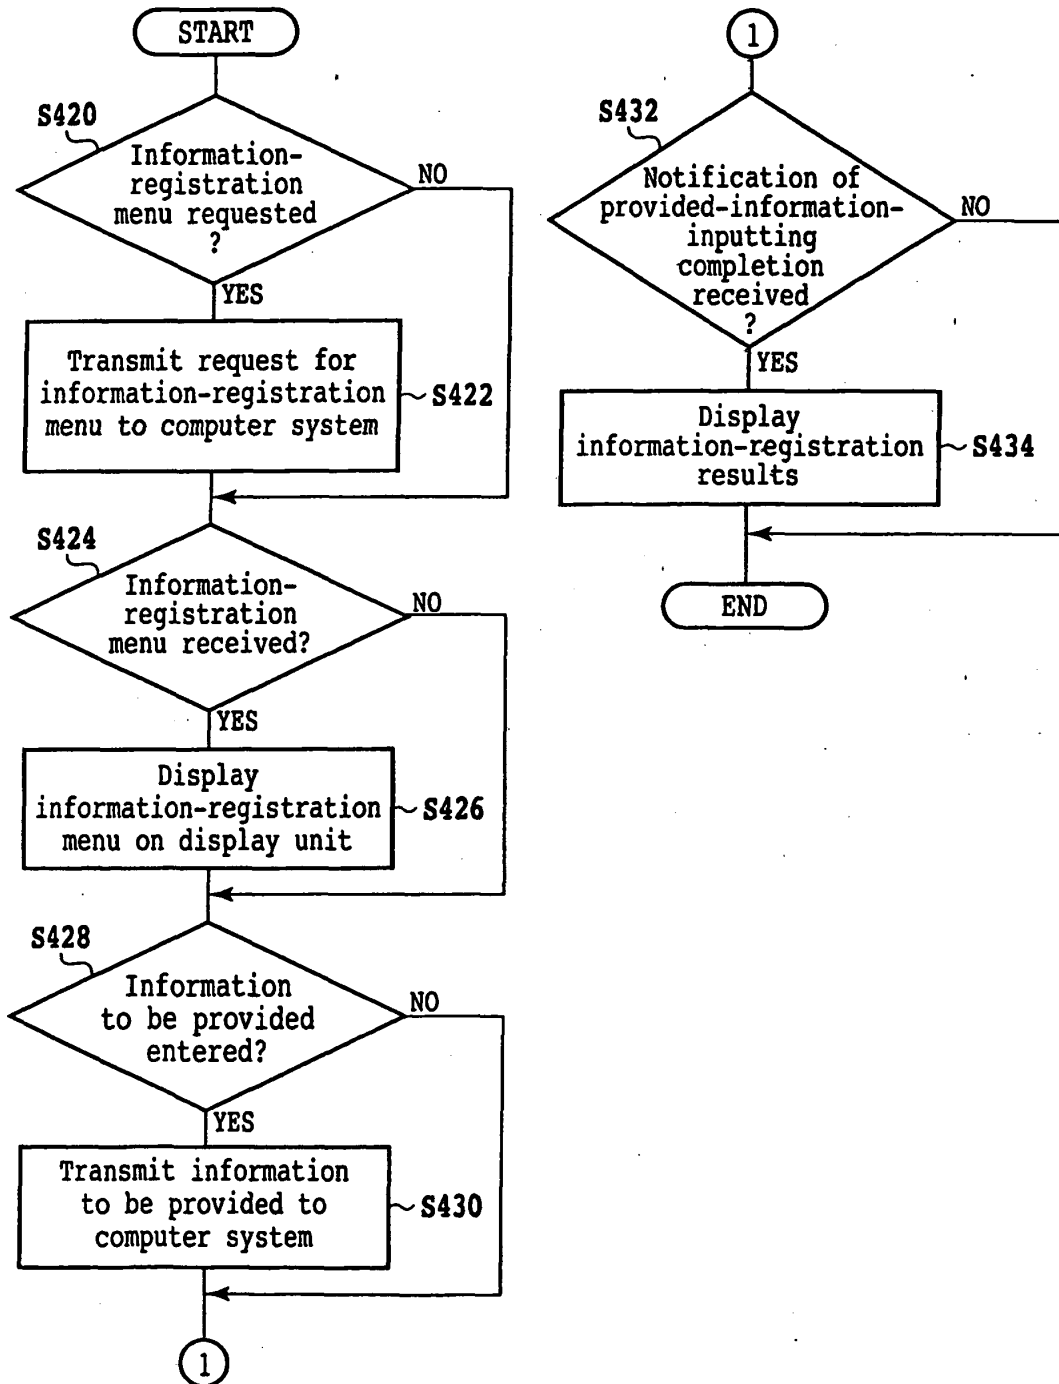 START
S420
Information-
registration
menu requested
?
NO
YES
Transmit request for
information-registration
menu to computer system
S422
S424
Information-
registration
menu received?
NO
YES
Display
information-registration
menu on display unit
S426
S428
Information
to be provided
entered?
NO
YES
Transmit information
to be provided to
computer system
S430
1
1
S432
Notification of
provided-information-
inputting
completion
received
?
NO
YES
Display
information-registration
results
S434
END